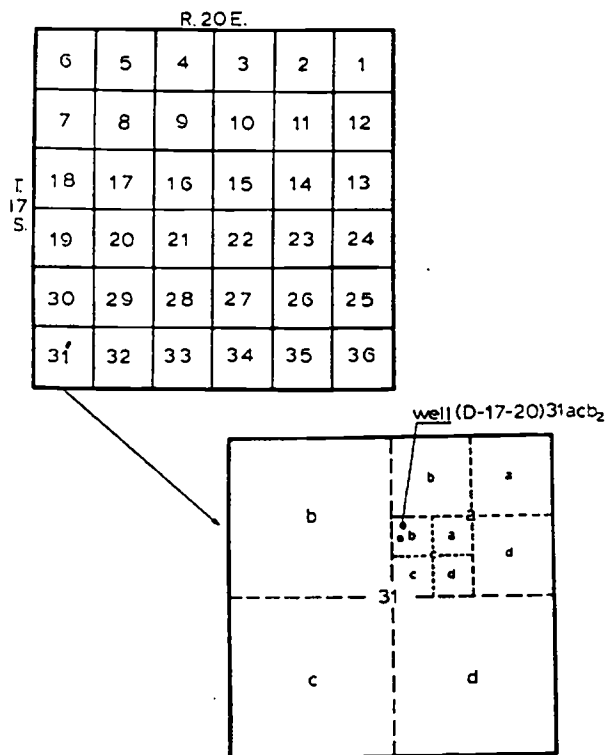 R. 20 E.
6 5 4 3 2 1
7 8 9 10 11 12
T. 17 S.
18 17 16 15 14 13
19 20 21 22 23 24
30 29 28 27 26 25
31 32 33 34 35 36
well (D-17-20)31acb₂
b a
a
b
b a
d
c
c d
31
c d